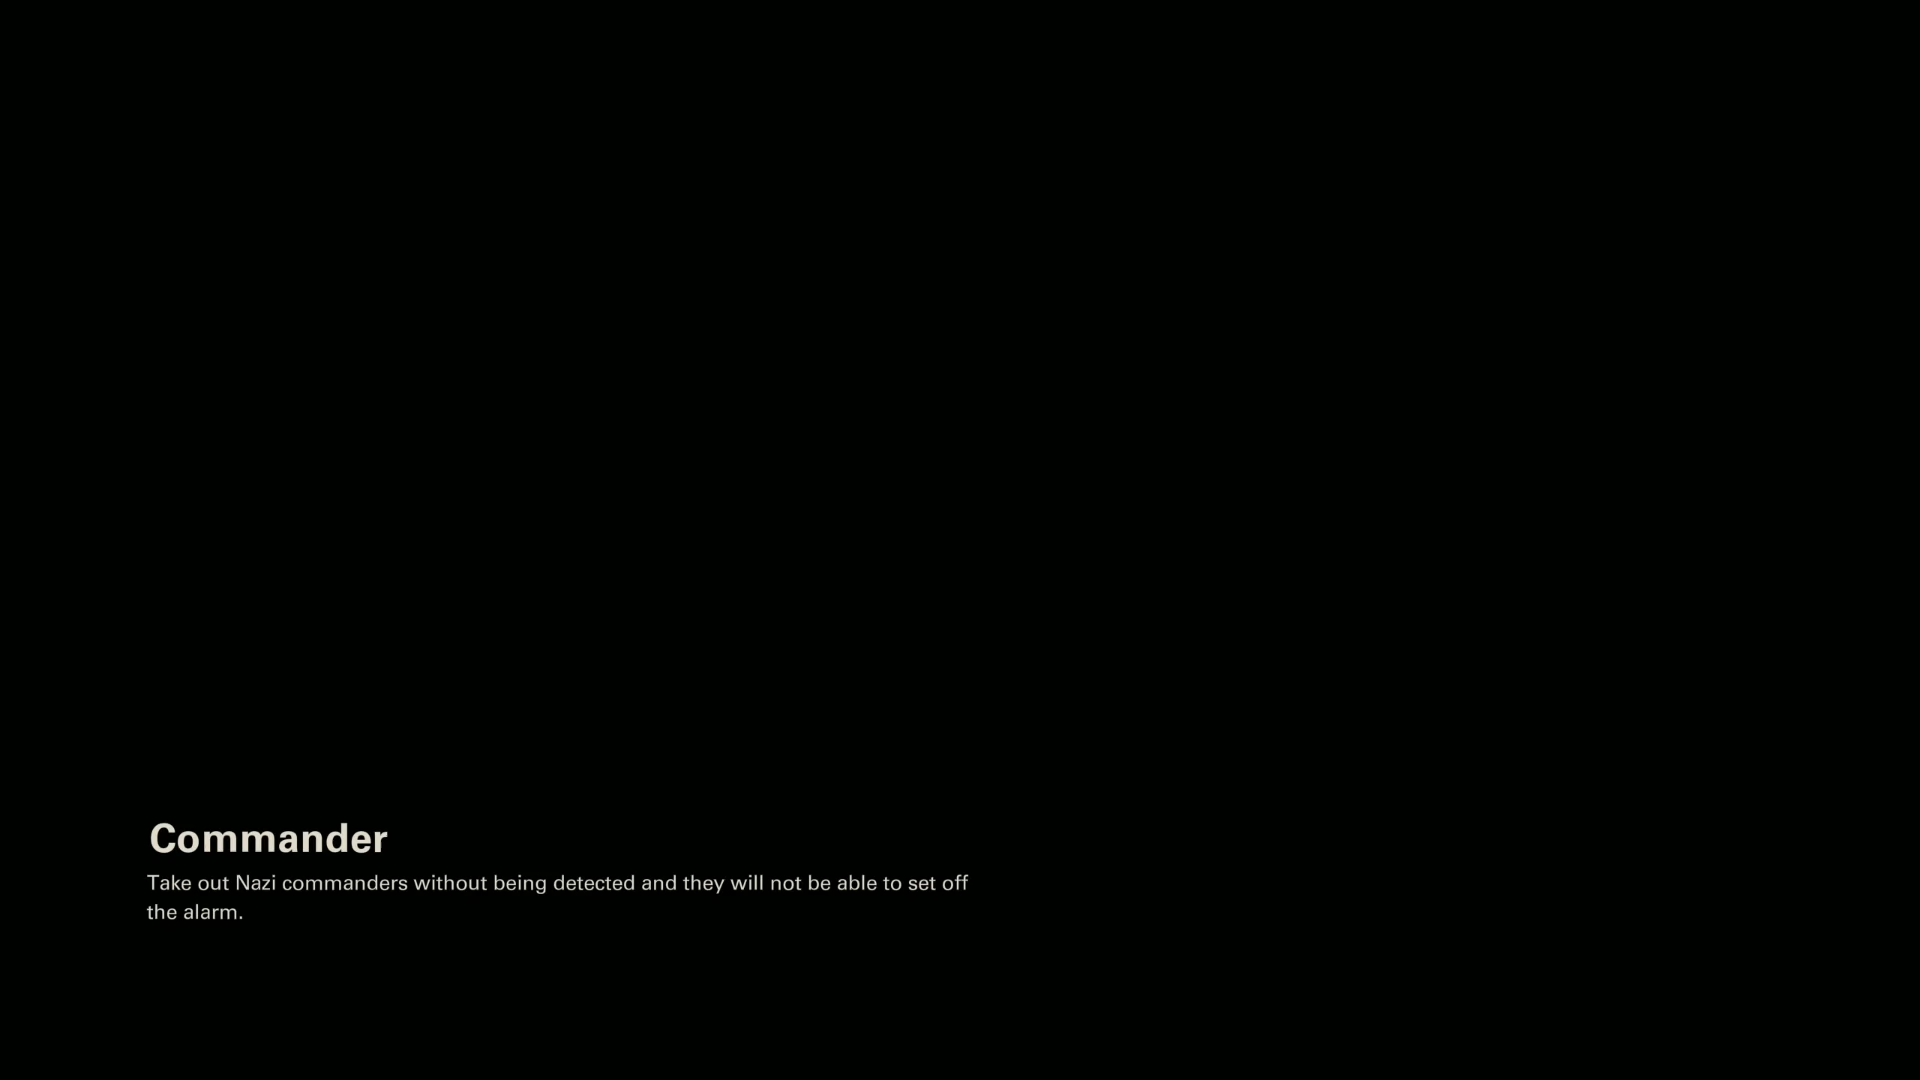 Commander
Take out Nazi commanders without being detected and they will not be able to set off
the alarm.